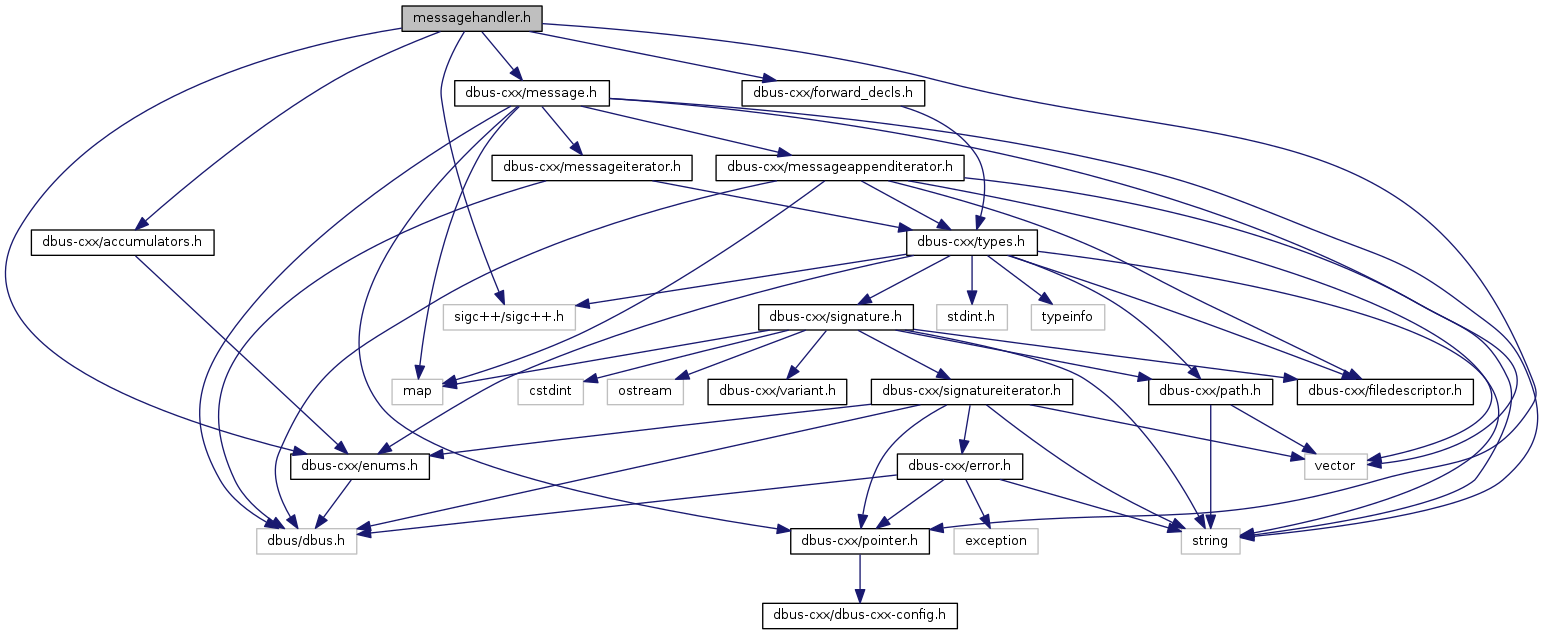 messagehandler.h
dbus-cxx/message.h
dbus-cxx/forward_decls.h
dbus-cxx/messageiterator.h
dbus-cxx/messageappenditerator.h
dbus-cxx/accumulators.h
dbus-cxx/types.h
sigc++/sigc++.h
dbus-cxx/signature.h
stdint.h
typeinfo
map
cstdint
ostream
dbus-cxx/variant.h
dbus-cxx/signatureiterator.h
dbus-cxx/path.h
dbus-cxx/filedescriptor.h
dbus-cxx/enums.h
dbus-cxx/error.h
vector
dbus/dbus.h
dbus-cxx/pointer.h
exception
string
dbus-cxx/dbus-cxx-config.h